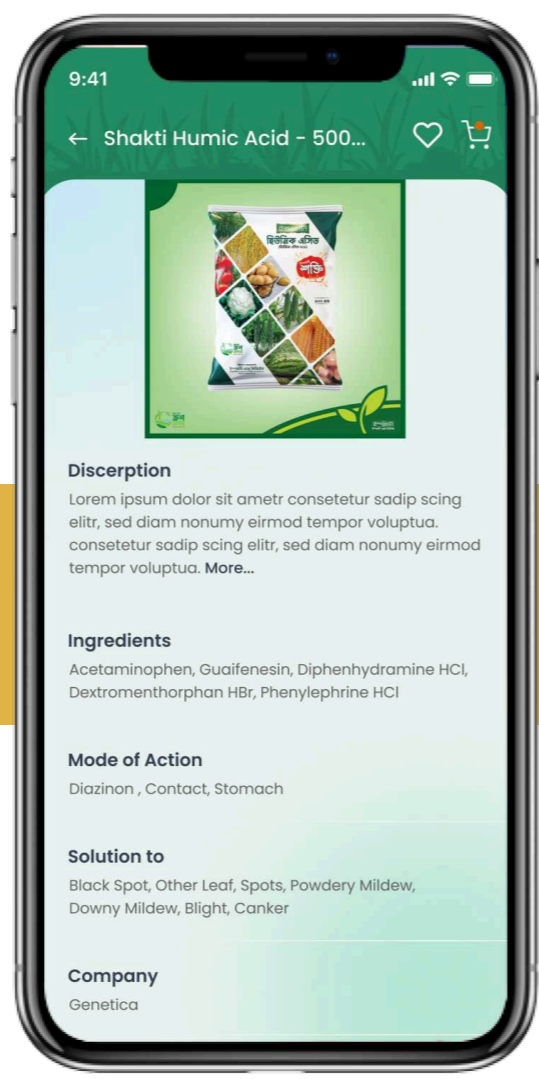 9:41
Shakti Humic Acid - 500...
হিউমিক এসিড
শক্তি
Discerption
Lorem ipsum dolor sit ametr consetetur sadip scing
elitr, sed diam nonumy eirmod tempor voluptua.
consetetur sadip scing elitr, sed diam nonumy eirmod
tempor voluptua. More...
Ingredients
Acetaminophen, Guaifenesin, Diphenhydramine HCl,
Dextromenthorphan HBr, Phenylephrine HCl
Mode of Action
Diazinon , Contact, Stomach
Solution to
Black Spot, Other Leaf, Spots, Powdery Mildew,
Downy Mildew, Blight, Canker
Company
Genetica